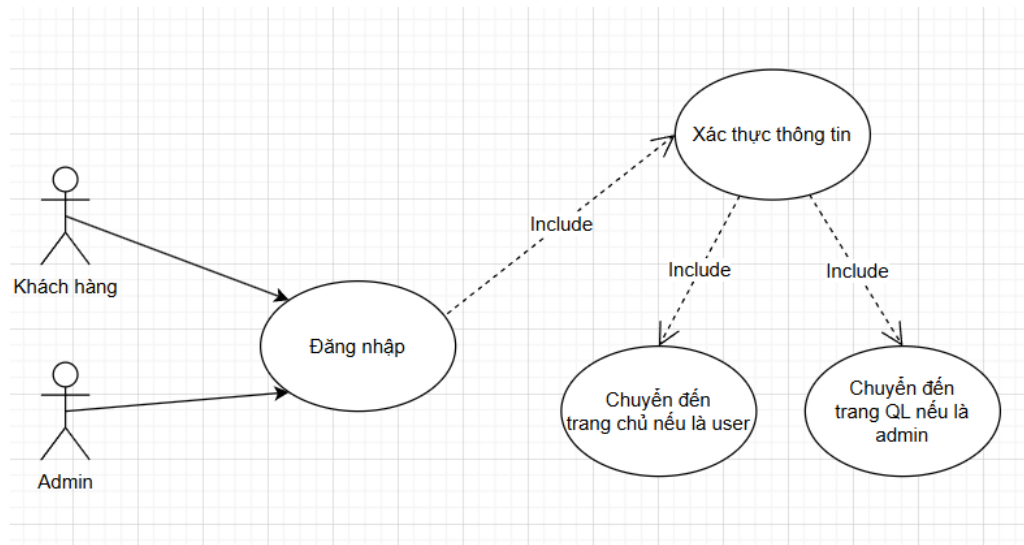 Xác thực thông tin
Include
Khách hàng
Include
Include
Đăng nhập
Chuyển đến
trang chủ nếu là user
Chuyển đến
trang QL nếu là
admin
Admin